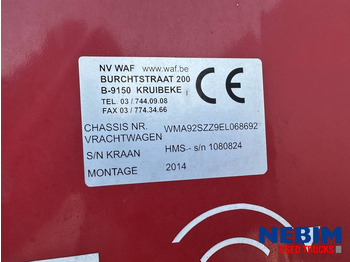 NV WAF www.waf.be
BURCHTSTRAAT 200
B-9150 KRUIBEKE
TEL. 03 / 744.09.08
FAX 03 / 774.34.66
CE
CHASSIS NR. VRACHTWAGEN WMA92SZZ9EL068692
S/N KRAAN HMS - s/n 1080824
MONTAGE 2014
NEBIM
USED TRUCKS